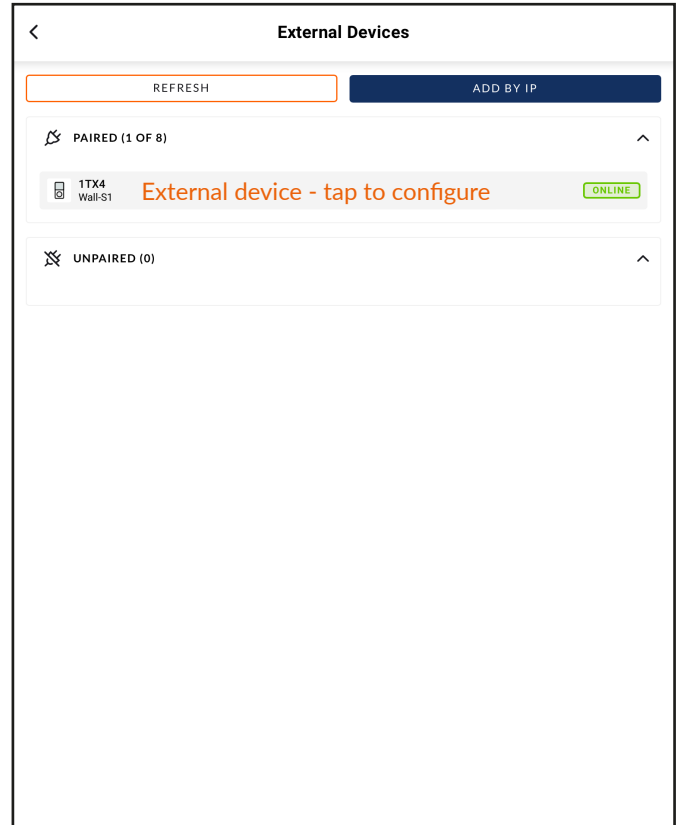 External Devices
REFRESH
ADD BY IP
PAIRED (1 OF 8)
1TX4
Wall-S1
External device - tap to configure
ONLINE
UNPAIRED (0)